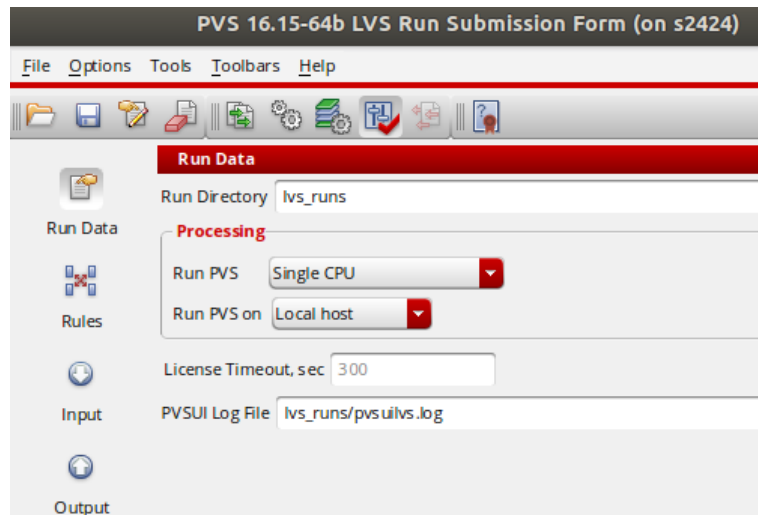 PVS 16.15-64b LVS Run Submission Form (on s2424)
File Options Tools Toolbars Help
Run Data
Run Directory lvs_runs
Run Data
Processing
Run PVS Single CPU
Rules
Run PVS on Local host
License Timeout, sec 300
Input
PVSUI Log File lvs_runs/pvsuilvs.log
Output